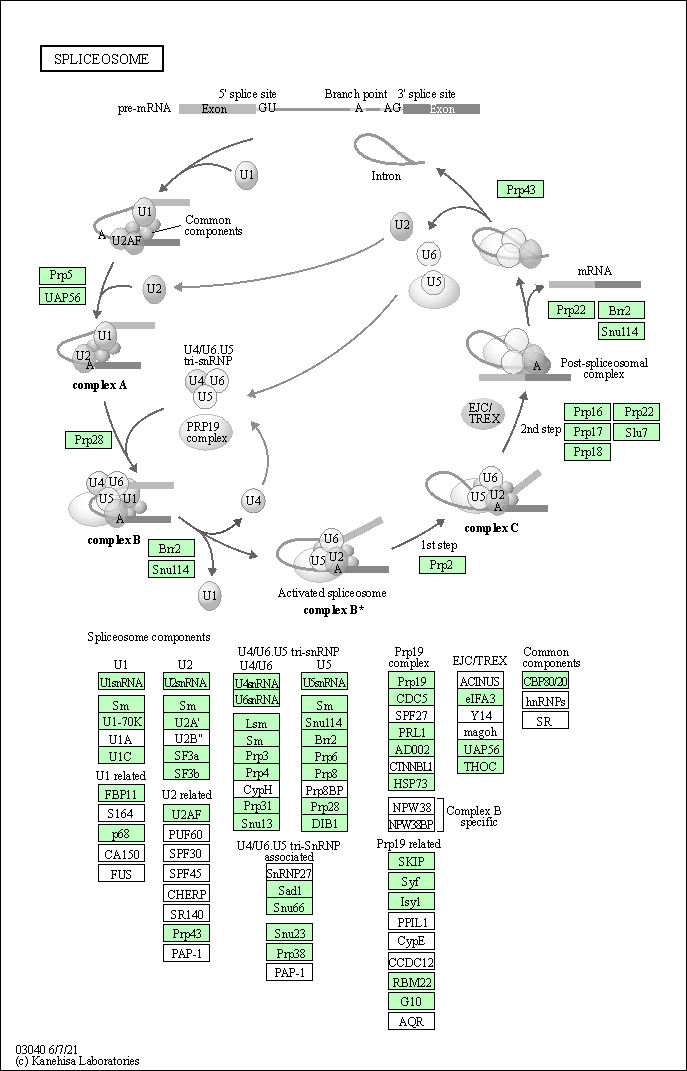 SPLICEOSOME
5' splice site
Branch point
3' splice site
pre-mRNA
Exon
GU
A
AG
Exon
U1
Intron
Prp43
U1
A
U2AF
Common
components
U2
U6
U5
mRNA
Prp5
UAP56
U2
Prp22
Brr2
Snu114
U1
U2
A
complex A
U4/U6.U5
tri-snRNP
U4
U6
U5
PRP19
complex
A
Post-spliceosomal
complex
EJC/
TREX
2nd step
Prp16
Prp22
Prp17
Slu7
Prp18
Prp28
U4
U6
U5
U1
A
complex B
U4
U6
U5
U2
A
complex C
Brr2
Snu114
U1
U6
U5
U2
A
Activated spliceosome
complex B*
1st step
Prp2
Spliceosome components
U1
U1snRNA
Sm
U1-70K
U1A
U1C
U1 related
FBP11
S164
p68
CA150
FUS
U2
U2snRNA
Sm
U2A'
U2B"
SF3a
SF3b
U2 related
U2AF
PUF60
SPF30
SPF45
CHERP
SR140
Prp43
PAP-1
U4/U6.U5 tri-snRNP
U4/U6
U4snRNA
U6snRNA
Lsm
Sm
Prp3
Prp4
CypH
Prp31
Snu13
U5
U5snRNA
Sm
Snu114
Brr2
Prp6
Prp8
Prp8BP
Prp28
DIB1
U4/U6.U5 tri-SnRNP
associated
SnRNP27
Sad1
Snu66
Snu23
Prp38
PAP-1
Prp19
complex
Prp19
CDC5
SPF27
PRL1
AD002
CTNNBL1
HSP73
NPW38
NPW38BP
Complex B
specific
Prp19 related
SKIP
Syf
Isy1
PPIL1
CypE
CCDC12
RBM22
G10
AQR
EJC/TREX
ACINUS
eIFA3
Y14
magoh
UAP56
THOC
Common
components
CBP80/20
hnRNPs
SR
03040 6/7/21
(c) Kanehisa Laboratories